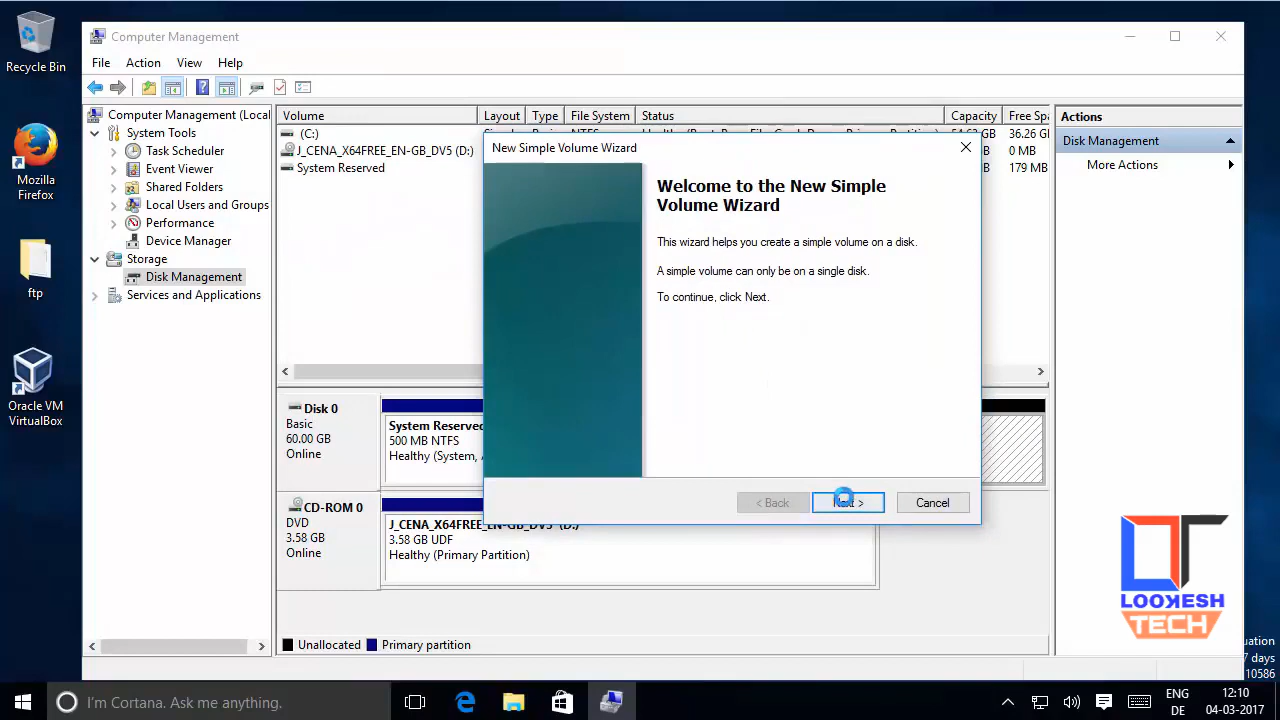 Recycle Bin
Mozilla
Firefox
ftp
Oracle VM
VirtualBox
Computer Management
File Action View Help
Computer Management (Local
System Tools
Task Scheduler
Event Viewer
Shared Folders
Local Users and Groups
Performance
Device Manager
Storage
Disk Management
Services and Applications
Volume Layout Type File System Status Capacity Free Spa
(C:) 36.26 G
J_CENA_X64FREE_EN-GB_DV5 (D:) 0 MB
System Reserved 179 MB
Actions
Disk Management
More Actions
New Simple Volume Wizard
Welcome to the New Simple
Volume Wizard
This wizard helps you create a simple volume on a disk.
A simple volume can only be on a single disk.
To continue, click Next.
< Back Next > Cancel
Disk 0
Basic
60.00 GB
Online
System Reserved
500 MB NTFS
Healthy (System, A
CD-ROM 0
DVD
3.58 GB
Online
J_CENA_X64FREE_EN-GB_DV5 (D:)
3.58 GB UDF
Healthy (Primary Partition)
Unallocated Primary partition
LOOKESH
TECH
uation
7 days
10586
I'm Cortana. Ask me anything.
ENG
DE
12:10
04-03-2017